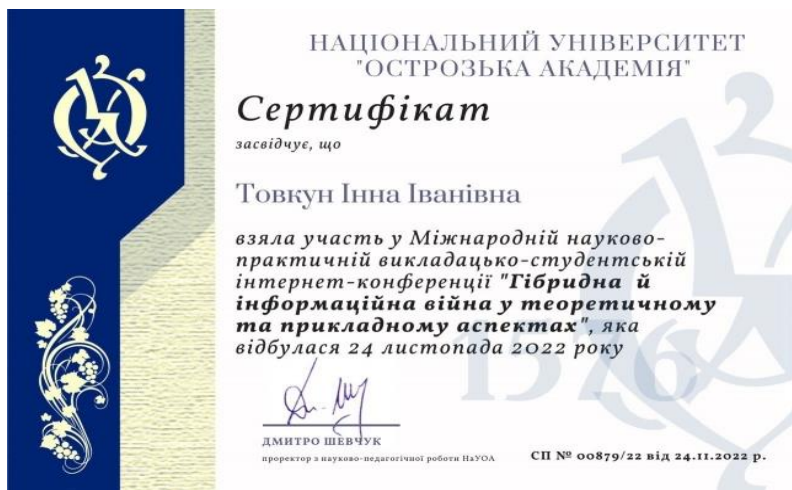 НАЦІОНАЛЬНИЙ УНІВЕРСИТЕТ
"ОСТРОЗЬКА АКАДЕМІЯ"
Сертифікат
засвідчує, що
Товкун Інна Іванівна
взяла участь у Міжнародній науково-
практичній викладацько-студентській
інтернет-конференції "Гібридна й
інформаційна війна у теоретичному
та прикладному аспектах", яка
відбулася 24 листопада 2022 року
1576
ДМИТРО ШЕВЧУК
проректор з науково-педагогічної роботи НаУОА
СП № 00879/22 від 24.11.2022 р.